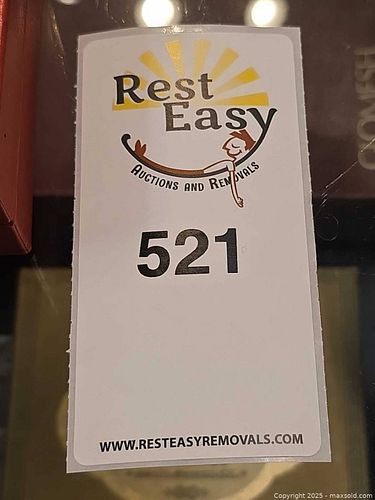 Rest
Easy
AUCTIONS AND REMOVALS
521
WWW.RESTEASYREMOVALS.COM
Copyright © 2025 - maxsold.com